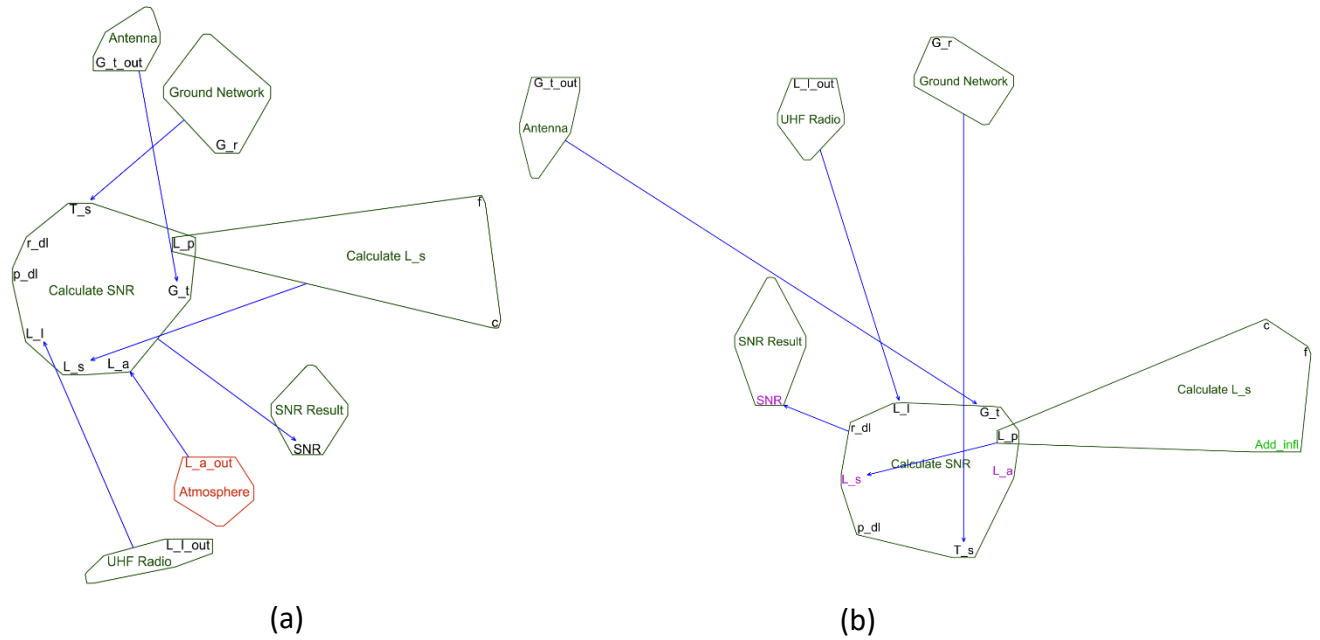 Antenna
G_t_out
Ground Network
G_r
T_s
r_dl
L_p
f
p_dl
Calculate L_s
Calculate SNR
G_t
c
L_l
L_s
L_a
SNR Result
SNR
L_a_out
Atmosphere
L_l_out
UHF Radio
(a)
G_r
Ground Network
G_t_out
L_l_out
Antenna
UHF Radio
SNR Result
c
f
Calculate L_s
SNR
L_l
G_t
r_dl
L_p
Add_infl
Calculate SNR
L_s
L_a
p_dl
T_s
(b)